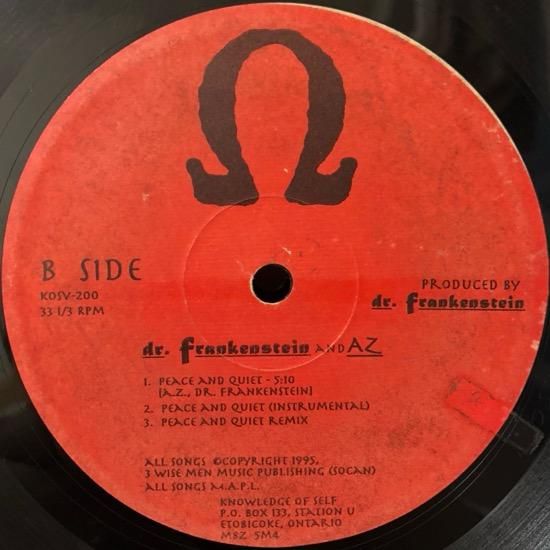 Ω
B SIDE
KOSV-200
33 1/3 RPM
PRODUCED BY
dr. Frankenstein
dr. Frankenstein AND AZ
1. PEACE AND QUIET - 5:10
[A.Z., DR. FRANKENSTEIN]
2. PEACE AND QUIET (INSTRUMENTAL)
3. PEACE AND QUIET REMIX
ALL SONGS ©COPYRIGHT 1995,
3 WISE MEN MUSIC PUBLISHING (SOCAN)
ALL SONGS M.A.P.L.
KNOWLEDGE OF SELF
P.O. BOX 133, STATION U
ETOBICOKE, ONTARIO
M8Z 5M4